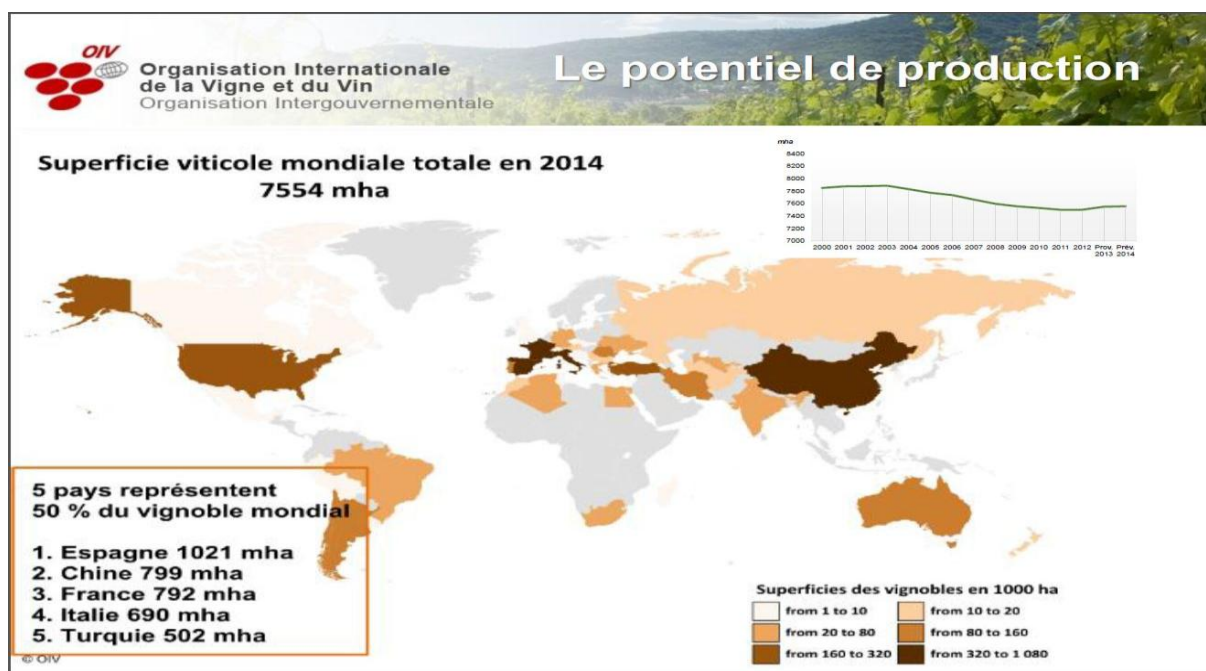 OIV
Organisation Internationale
de la Vigne et du Vin
Organisation Intergouvernementale
Le potentiel de production
Superficie viticole mondiale totale en 2014
7554 mha
mha
8400
8200
8000
7800
7600
7400
7200
7000
2000 2001 2002 2003 2004 2005 2006 2007 2008 2009 2010 2011 2012 Prov. 2013 Prév. 2014
5 pays représentent
50 % du vignoble mondial
1. Espagne 1021 mha
2. Chine 799 mha
3. France 792 mha
4. Italie 690 mha
5. Turquie 502 mha
Superficies des vignobles en 1000 ha
from 1 to 10 from 10 to 20
from 20 to 80 from 80 to 160
from 160 to 320 from 320 to 1 080
© OIV